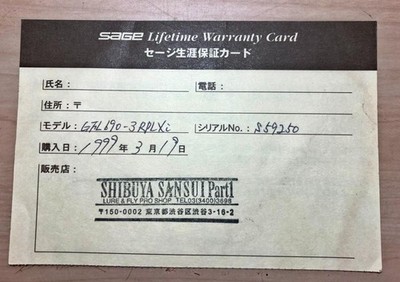 SAGE Lifetime Warranty Card
セージ生涯保証カード
氏名： 電話：
住所：〒
モデル： GFL 690-3 RPLXi シリアルNo.： S59250
購入日： 1999年 3月 19日
販売店：
SHIBUYA SANSUI Part1
LURE & FLY PRO SHOP TEL03(3400)3696
〒150-0002 東京都渋谷区渋谷3-16-2